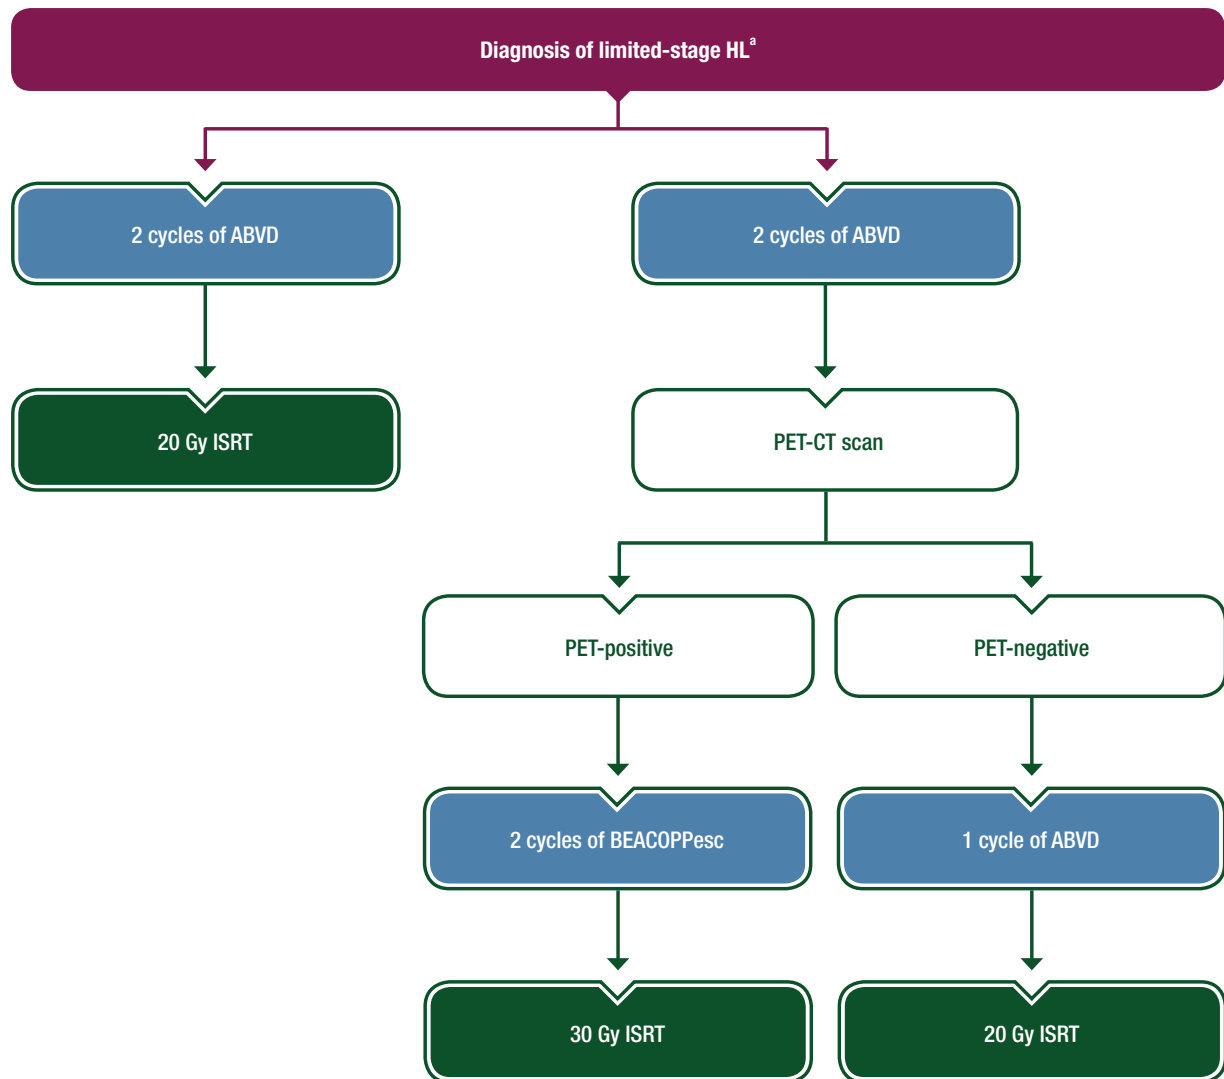 Diagnosis of limited-stage HLa
2 cycles of ABVD
2 cycles of ABVD
20 Gy ISRT
PET-CT scan
PET-positive
PET-negative
2 cycles of BEACOPPesc
1 cycle of ABVD
30 Gy ISRT
20 Gy ISRT